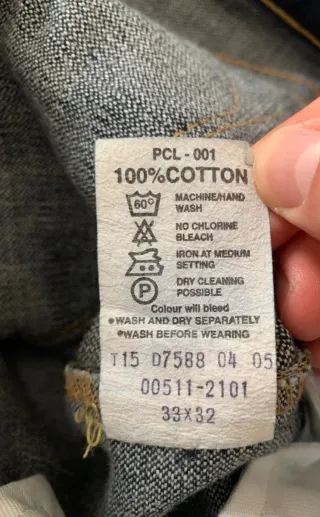 PCL - 001
100%COTTON
60° MACHINE/HAND
WASH
NO CHLORINE
BLEACH
IRON AT MEDIUM
SETTING
P DRY CLEANING
POSSIBLE
Colour will bleed
•WASH AND DRY SEPARATELY
•WASH BEFORE WEARING
T15 D7588 04 05
00511-2101
33X32